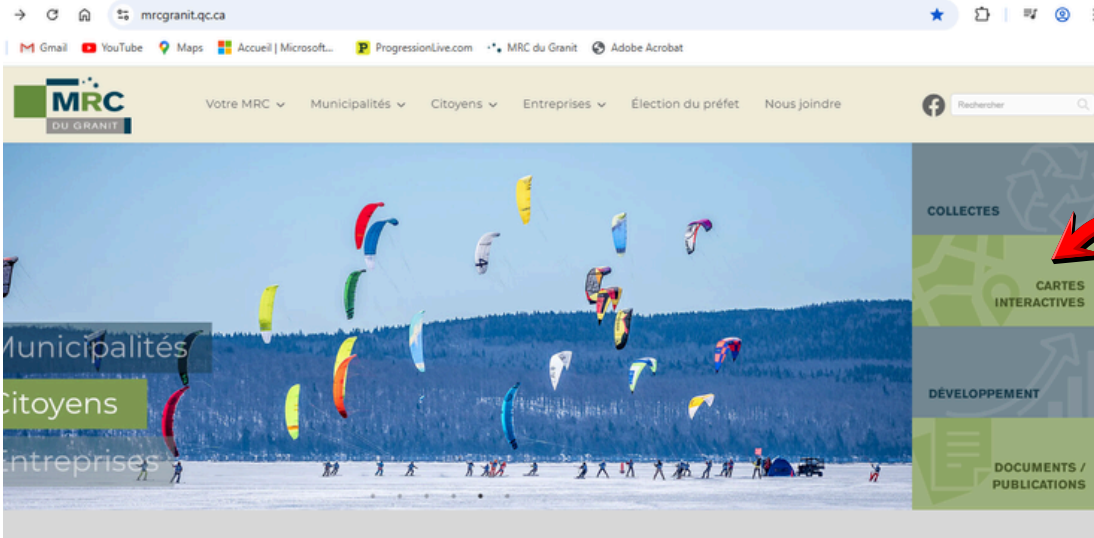 mrcgranit.qc.ca
Gmail YouTube Maps Accueil | Microsoft... ProgressionLive.com MRC du Granit Adobe Acrobat
MRC
DU GRANIT
Votre MRC Municipalités Citoyens Entreprises Élection du préfet Nous joindre
Rechercher
COLLECTES
CARTES
INTERACTIVES
Municipalités
Citoyens
Entreprises
DÉVELOPPEMENT
DOCUMENTS /
PUBLICATIONS